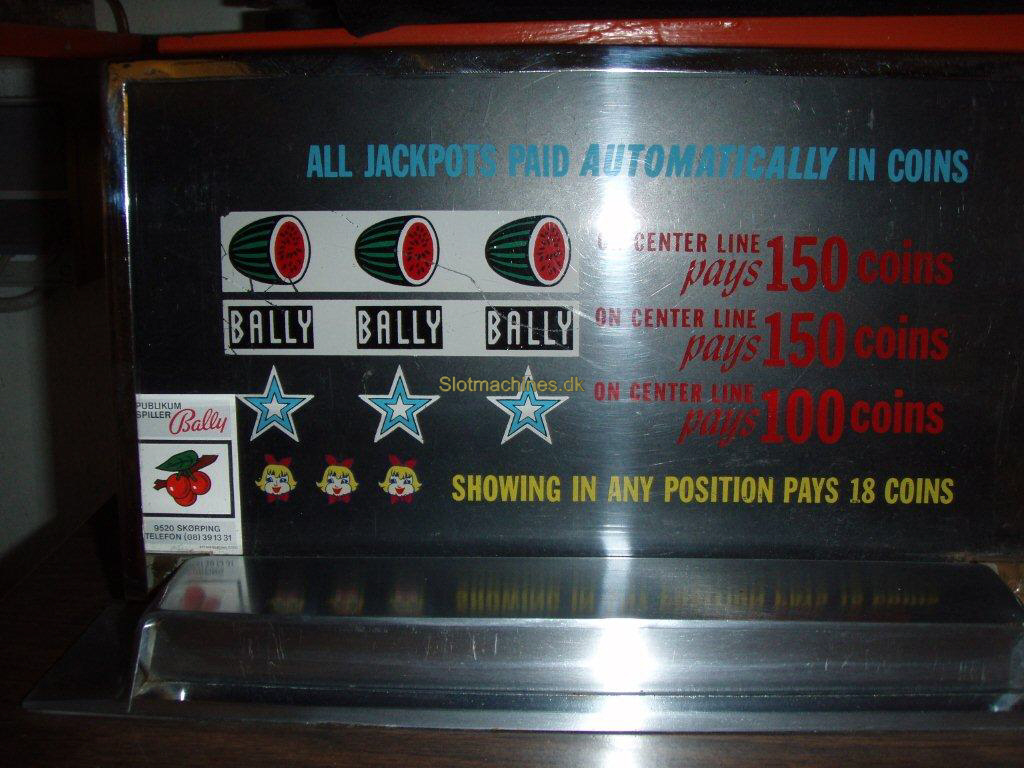 ALL JACKPOTS PAID AUTOMATICALLY IN COINS
ON CENTER LINE
pays 150 coins
BALLY BALLY BALLY
ON CENTER LINE
pays 150 coins
Slotmachines.dk
ON CENTER LINE
pays 100 coins
SHOWING IN ANY POSITION PAYS 18 COINS
PUBLIKUM
SPILLER Bally
9520 SKØRPING
TELEFON (08) 39 13 31